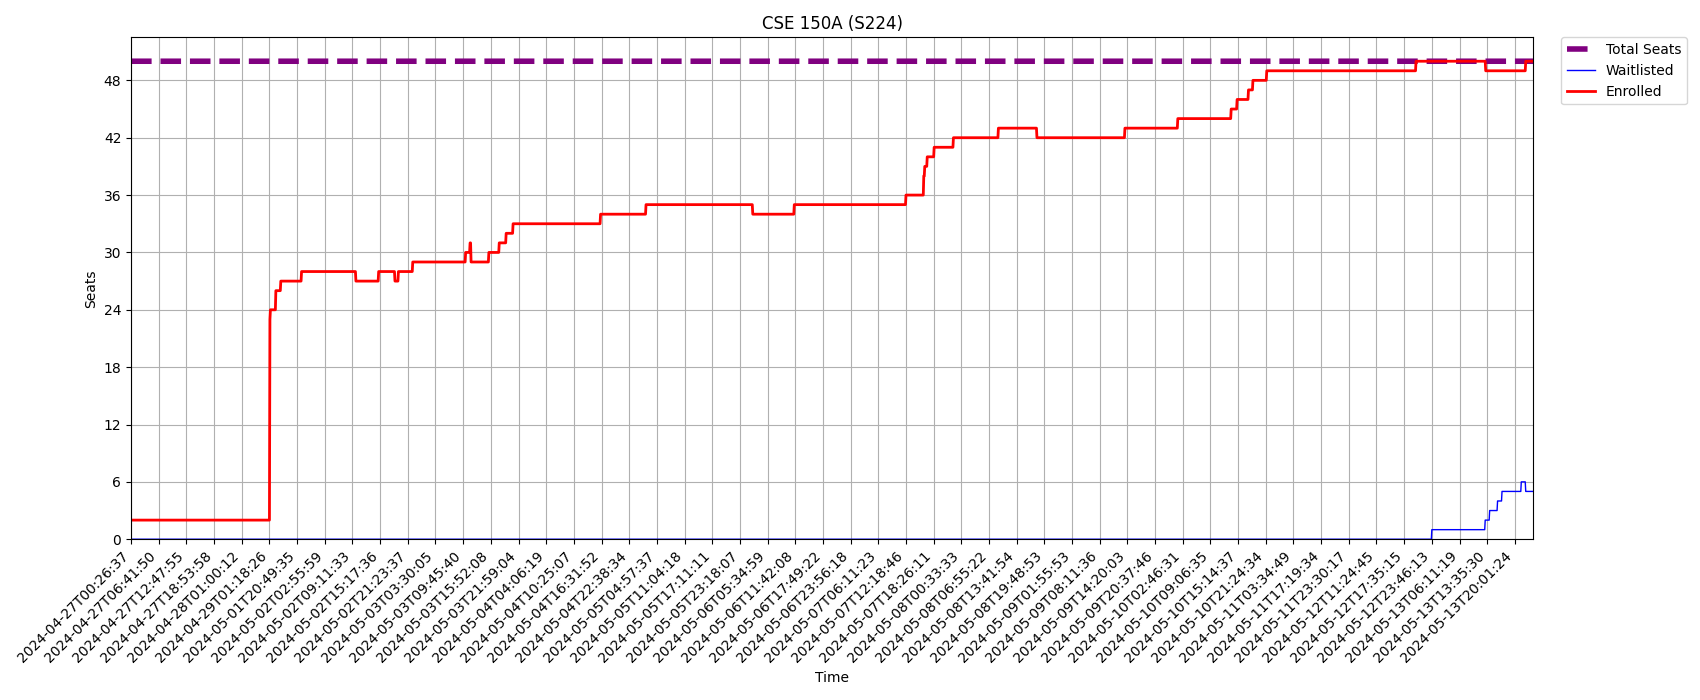 CSE 150A (S224)
Total Seats
Waitlisted
Enrolled
48
42
36
30
24
18
12
6
0
Seats
2024-04-27T00:26:37
2024-04-27T06:41:50
2024-04-27T12:47:55
2024-04-27T18:53:58
2024-04-28T01:00:12
2024-04-29T01:18:26
2024-05-01T20:49:35
2024-05-02T02:55:59
2024-05-02T09:11:33
2024-05-02T15:17:36
2024-05-02T21:23:37
2024-05-03T03:30:05
2024-05-03T09:45:40
2024-05-03T15:52:08
2024-05-03T21:59:04
2024-05-04T04:06:19
2024-05-04T10:25:07
2024-05-04T16:31:52
2024-05-04T22:38:34
2024-05-05T04:57:37
2024-05-05T11:04:18
2024-05-05T17:11:11
2024-05-05T23:18:07
2024-05-06T05:34:59
2024-05-06T11:42:08
2024-05-06T17:49:22
2024-05-06T23:56:18
2024-05-07T06:11:23
2024-05-07T12:18:46
2024-05-07T18:26:11
2024-05-08T00:33:33
2024-05-08T06:55:22
2024-05-08T13:41:54
2024-05-08T19:48:53
2024-05-09T01:55:53
2024-05-09T08:11:36
2024-05-09T14:20:03
2024-05-09T20:37:46
2024-05-10T02:46:31
2024-05-10T09:06:35
2024-05-10T15:14:37
2024-05-10T21:24:34
2024-05-11T03:34:49
2024-05-11T17:19:34
2024-05-11T23:30:17
2024-05-12T11:24:45
2024-05-12T17:35:15
2024-05-12T23:46:13
2024-05-13T06:11:19
2024-05-13T13:35:30
2024-05-13T20:01:24
Time